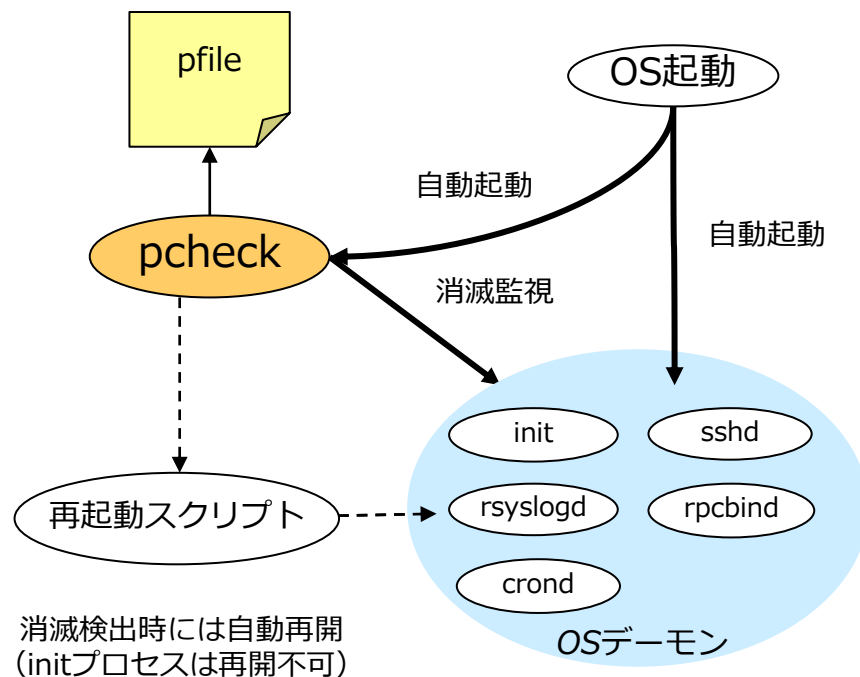 pfile
OS起動
自動起動
pcheck
自動起動
消滅監視
init
sshd
再起動スクリプト
rsyslogd
rpcbind
crond
消滅検出時には自動再開
（initプロセスは再開不可）
OSデーモン